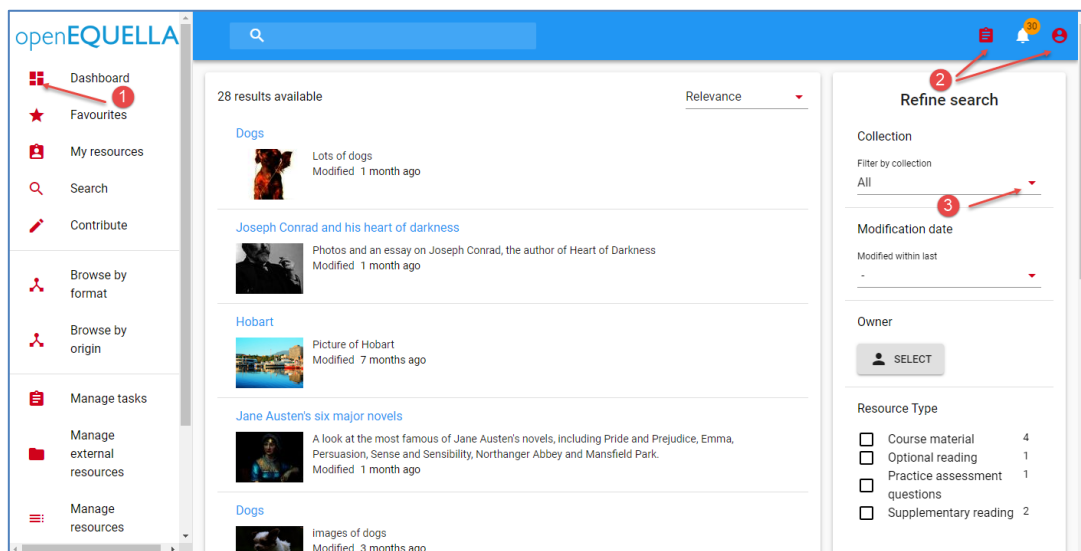 openEQUELLA
Dashboard
1
Favourites
My resources
Search
Contribute
Browse by
format
Browse by
origin
Manage tasks
Manage
external
resources
Manage
resources
30
2
28 results available
Relevance
Dogs
Lots of dogs
Modified 1 month ago
Joseph Conrad and his heart of darkness
Photos and an essay on Joseph Conrad, the author of Heart of Darkness
Modified 1 month ago
Hobart
Picture of Hobart
Modified 7 months ago
Jane Austen's six major novels
A look at the most famous of Jane Austen's novels, including Pride and Prejudice, Emma,
Persuasion, Sense and Sensibility, Northanger Abbey and Mansfield Park.
Modified 1 month ago
Dogs
images of dogs
Modified 3 months ago
Refine search
Collection
Filter by collection
All
3
Modification date
Modified within last
-
Owner
SELECT
Resource Type
Course material 4
Optional reading 1
Practice assessment 1
questions
Supplementary reading 2